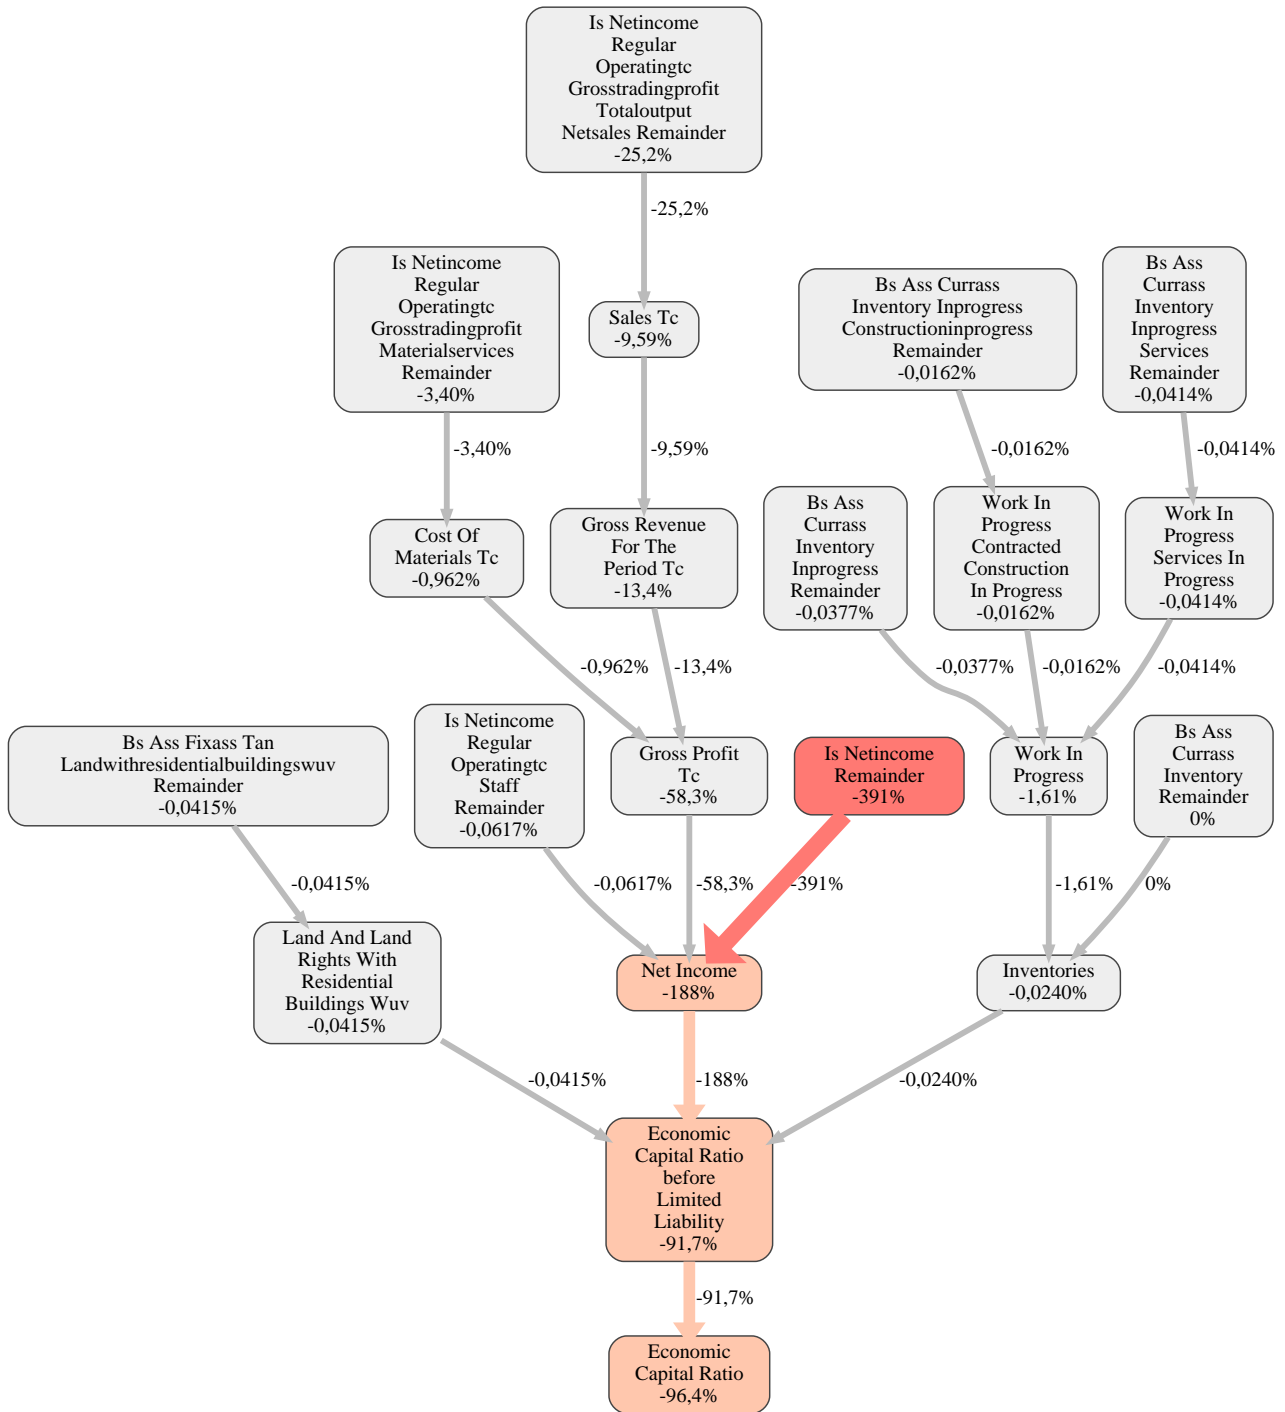 Is Netincome
Regular
Operatingtc
Grosstradingprofit
Totaloutput
Netsales Remainder
-25,2%
-25,2%
Is Netincome
Regular
Operatingtc
Grosstradingprofit
Materialservices
Remainder
-3,40%
Sales Tc
-9,59%
Bs Ass Currass
Inventory Inprogress
Constructioninprogress
Remainder
-0,0162%
Bs Ass
Currass
Inventory
Inprogress
Services
Remainder
-0,0414%
-3,40%
-9,59%
-0,0162%
-0,0414%
Cost Of
Materials Tc
-0,962%
Gross Revenue
For The
Period Tc
-13,4%
Bs Ass
Currass
Inventory
Inprogress
Remainder
-0,0377%
Work In
Progress
Contracted
Construction
In Progress
-0,0162%
Work In
Progress
Services In
Progress
-0,0414%
-0,962%
-13,4%
-0,0377%
-0,0162%
-0,0414%
Bs Ass Fixass Tan
Landwithresidentialbuildingswuv
Remainder
-0,0415%
Is Netincome
Regular
Operatingtc
Staff
Remainder
-0,0617%
Gross Profit
Tc
-58,3%
Is Netincome
Remainder
-391%
Work In
Progress
-1,61%
Bs Ass
Currass
Inventory
Remainder
0%
-0,0415%
-0,0617%
-58,3%
-391%
-1,61%
0%
Land And Land
Rights With
Residential
Buildings Wuv
-0,0415%
Net Income
-188%
Inventories
-0,0240%
-0,0415%
-188%
-0,0240%
Economic
Capital Ratio
before
Limited
Liability
-91,7%
-91,7%
Economic
Capital Ratio
-96,4%